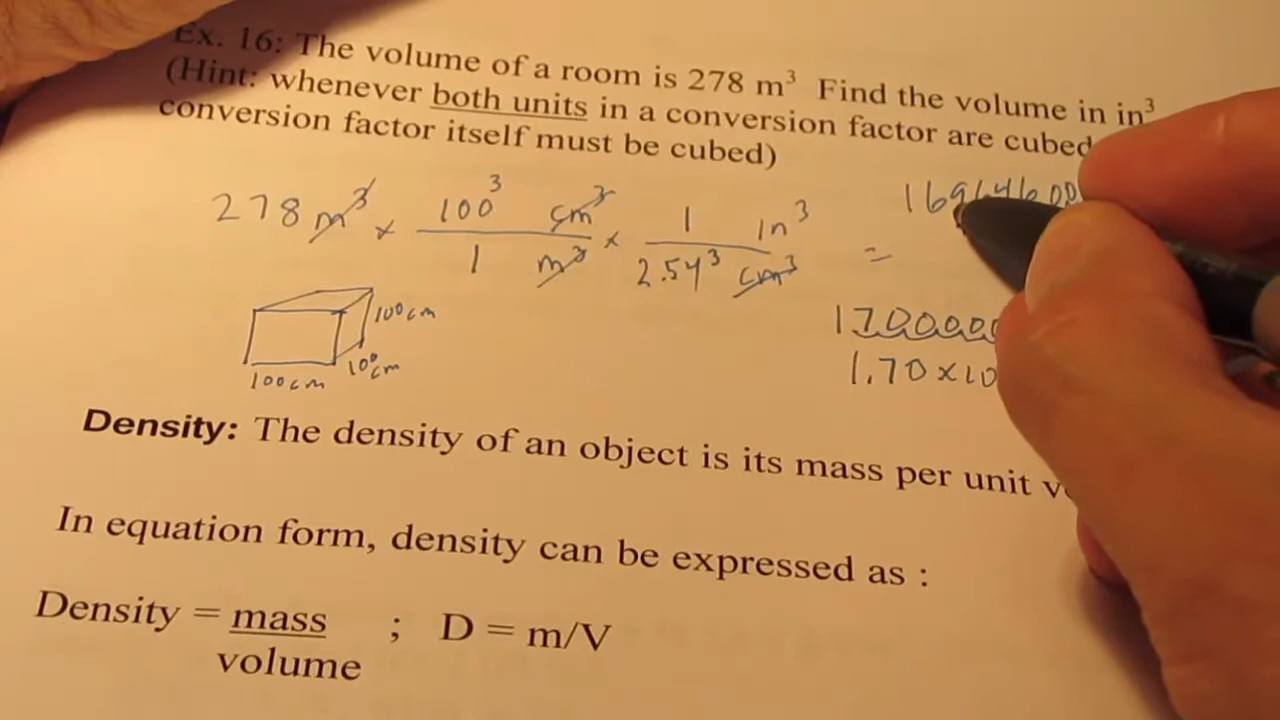 Ex. 16: The volume of a room is 278 m³ Find the volume in in³
(Hint: whenever both units in a conversion factor are cubed
conversion factor itself must be cubed)
278 m³ × 100³ cm³ / 1 m³ × 1 in³ / 2.54³ cm³ =
1700000
1.70 × 10
100cm
100cm
100cm
Density: The density of an object is its mass per unit
In equation form, density can be expressed as :
Density = mass / volume ; D = m/V